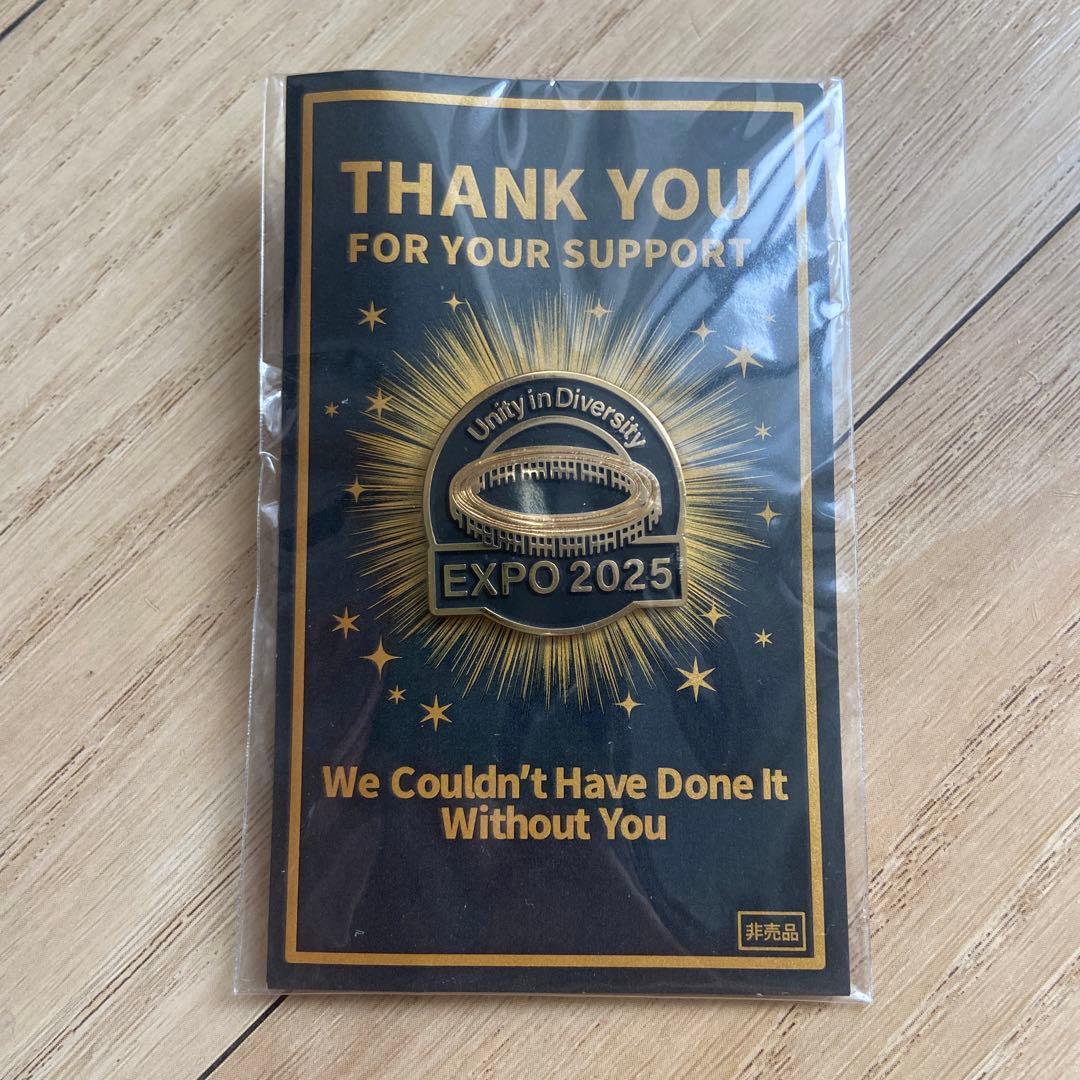 THANK YOU
FOR YOUR SUPPORT
Unity in Diversity
EXPO 2025
We Couldn't Have Done It
Without You
非売品